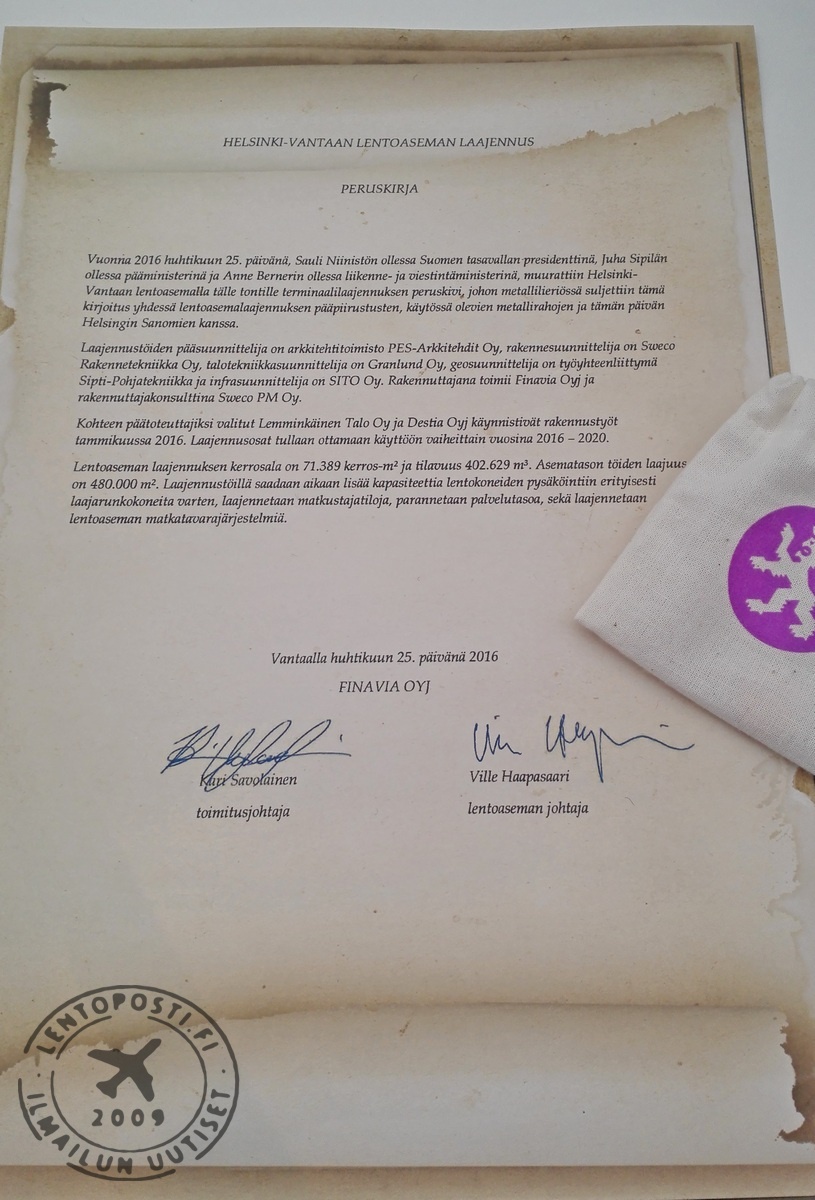 HELSINKI-VANTAAN LENTOASEMAN LAAJENNUS
PERUSKIRJA
Vuonna 2016 huhtikuun 25. päivänä, Sauli Niinistön ollessa Suomen tasavallan presidenttinä, Juha Sipilän
ollessa pääministerinä ja Anne Bernerin ollessa liikenne- ja viestintäministerinä, muurattiin Helsinki-
Vantaan lentoasemalla tälle tontille terminaalilaajennuksen peruskivi, johon metallilieriössä suljettiin tämä
kirjoitus yhdessä lentoasemalaajennuksen pääpiirustusten, käytössä olevien metallirahojen ja tämän päivän
Helsingin Sanomien kanssa.
Laajennustöiden pääsuunnittelija on arkkitehtitoimisto PES-Arkkitehdit Oy, rakennesuunnittelija on Sweco
Rakennetekniikka Oy, talotekniikkasuunnittelija on Granlund Oy, geosuunnittelija on työyhteenliittymä
Sipti-Pohjatekniikka ja infrasuunnittelija on SITO Oy. Rakennuttajana toimii Finavia Oyj ja
rakennuttajakonsulttina Sweco PM Oy.
Kohteen päätoteuttajiksi valitut Lemminkäinen Talo Oy ja Destia Oyj käynnistivät rakennustyöt
tammikuussa 2016. Laajennusosat tullaan ottamaan käyttöön vaiheittain vuosina 2016 – 2020.
Lentoaseman laajennuksen kerrosala on 71.389 kerros-m² ja tilavuus 402.629 m³. Asematason töiden laajuus
on 480.000 m². Laajennustöillä saadaan aikaan lisää kapasiteettia lentokoneiden pysäköintiin erityisesti
laajarunkokoneita varten, laajennetaan matkustajatiloja, parannetaan palvelutasoa, sekä laajennetaan
lentoaseman matkatavarajärjestelmiä.
Vantaalla huhtikuun 25. päivänä 2016
FINAVIA OYJ
Kari Savolainen
Ville Haapasaari
toimitusjohtaja
lentoaseman johtaja
LENTOPOSTI.FI
2009
ILMAILUN UUTISET